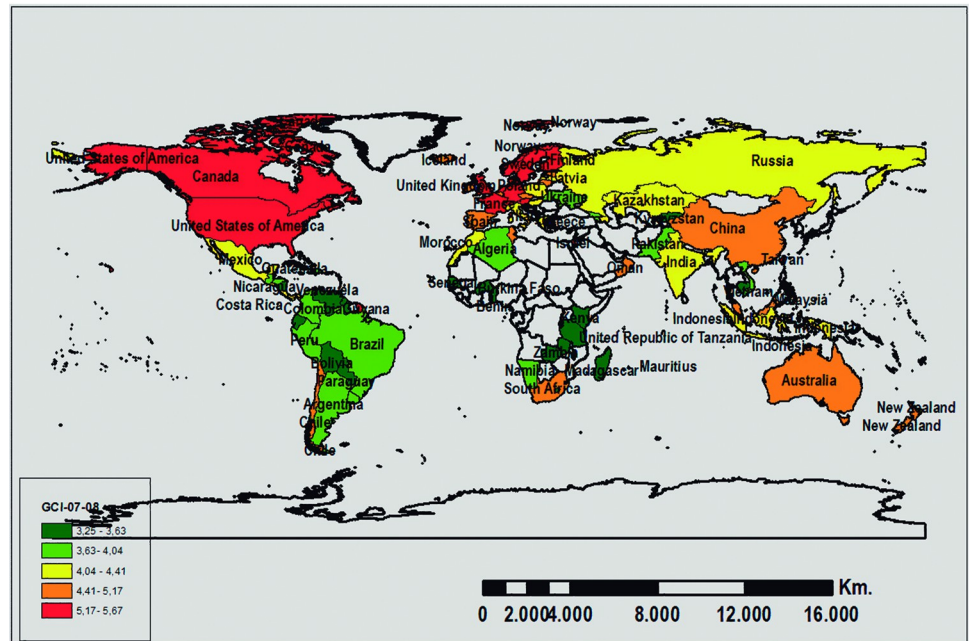 Norway
Norway
Canada
Norway
United States of America
Iceland
Sweden
Finland
Russia
Canada
Latvia
United Kingdom
Poland
Ukraine
France
Kazakhstan
United States of America
Spain
Greece
Kyrgyzstan
China
Morocco
Algeria
Israel
Pakistan
Mexico
India
Taiwan
Guatemala
Oman
Nicaragua
Venezuela
Senegal
Burkina Faso
Vietnam
Malaysia
Costa Rica
Colombia
Guyana
Benin
Kenya
Indonesia
Indonesia
Indonesia
Peru
Brazil
United Republic of Tanzania
Indonesia
Bolivia
Zambia
Namibia
Madagascar
Mauritius
Paraguay
South Africa
Australia
Argentina
New Zealand
Chile
New Zealand
Chile
GCI-07-08
3,25 - 3,63
3,63- 4,04
4,04 - 4,41
4,41- 5,17
5,17- 5,67
Km.
0 2.000 4.000 8.000 12.000 16.000